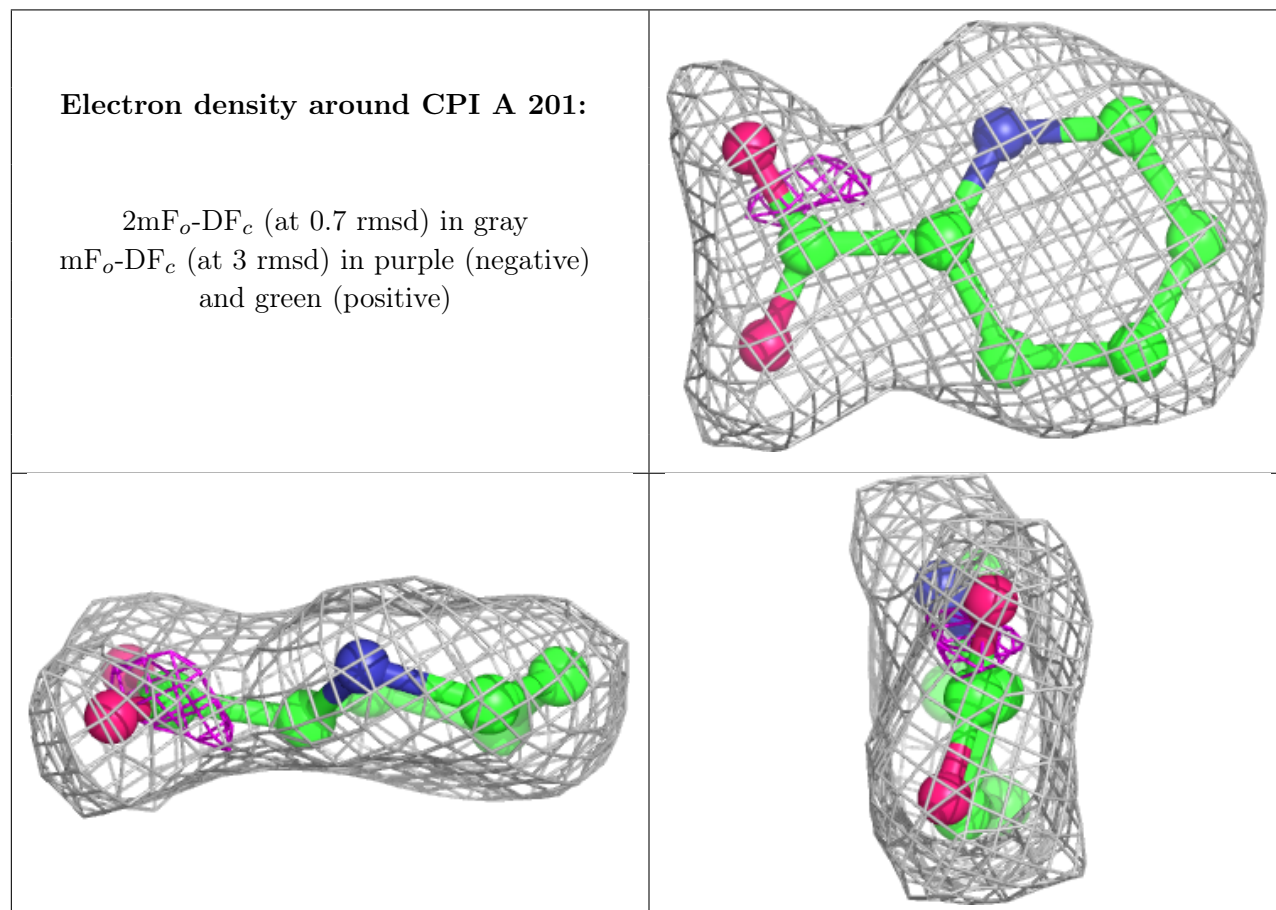 Electron density around CPI A 201:
2mFo-DFc (at 0.7 rmsd) in gray
mFo-DFc (at 3 rmsd) in purple (negative)
and green (positive)